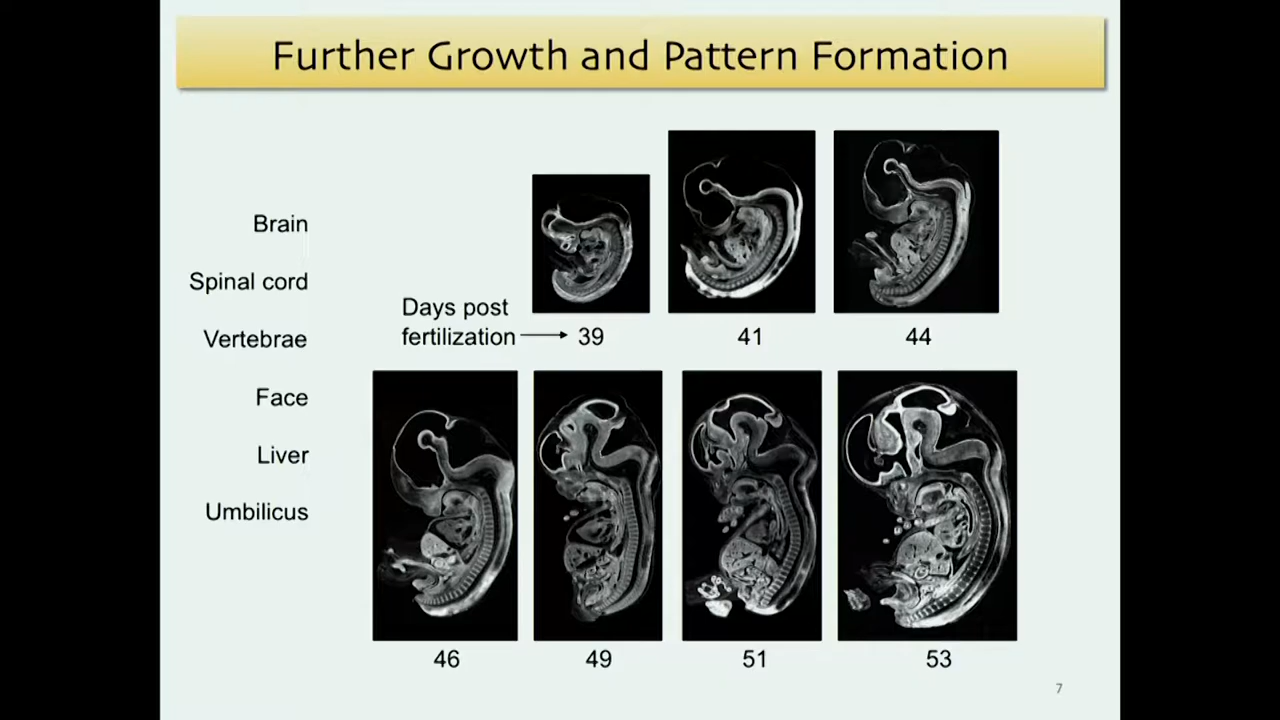 Further Growth and Pattern Formation
Brain
Spinal cord
Vertebrae
Face
Liver
Umbilicus
Days post
fertilization
39
41
44
46
49
51
53
7